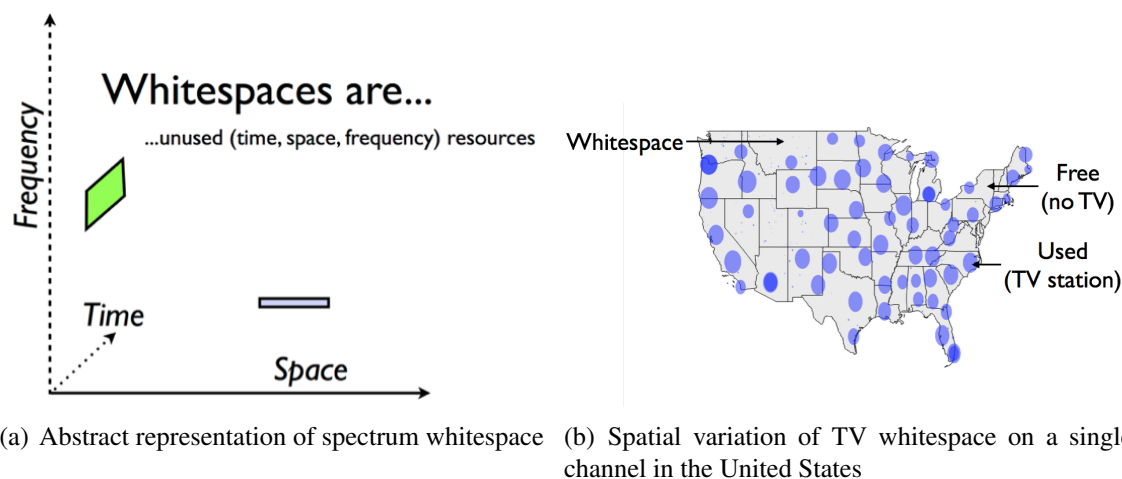 Whitespaces are...
...unused (time, space, frequency) resources
Frequency
Time
Space
Whitespace
Free
(no TV)
Used
(TV station)
(a) Abstract representation of spectrum whitespace
(b) Spatial variation of TV whitespace on a single
channel in the United States